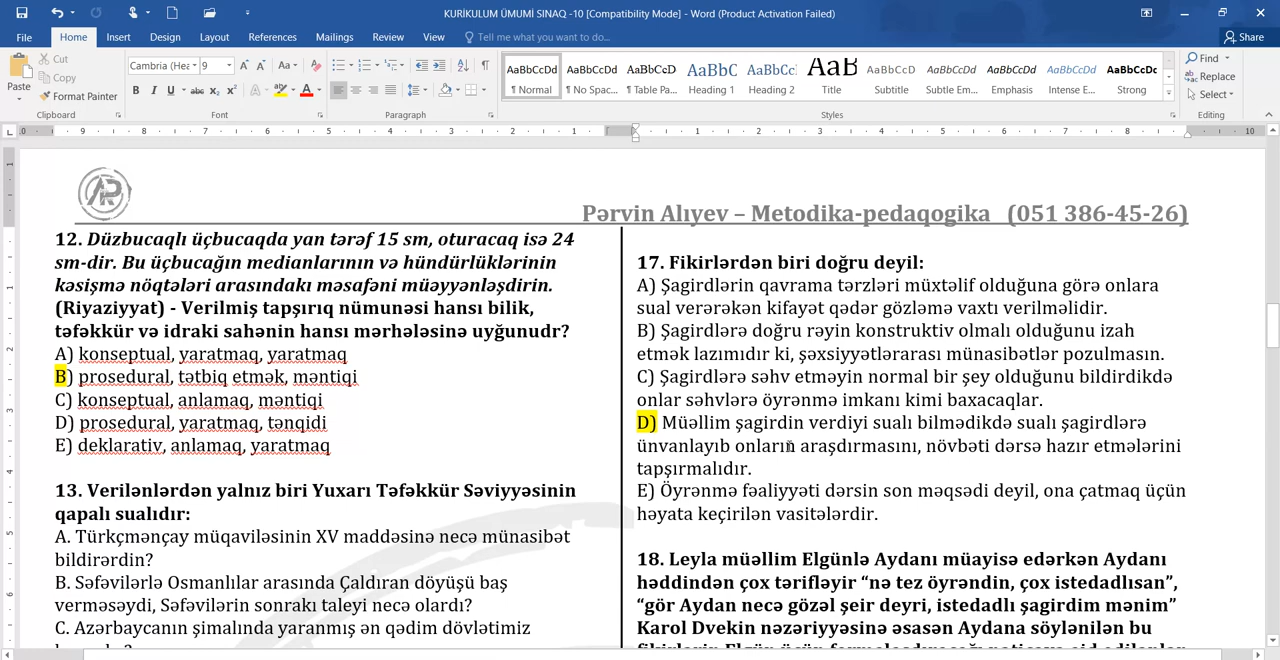 KURİKULUM ÜMUMİ SINAQ -10 [Compatibility Mode] - Word (Product Activation Failed)
File Home Insert Design Layout References Mailings Review View Tell me what you want to do... Share
Paste
Cut
Copy
Format Painter
Clipboard
Cambria (Hea 9
Font
Paragraph
AaBbCcDd AaBbCcDd AaBbCcD AaBbC AaBbCc AaB AaBbCcD AaBbCcDd AaBbCcDd AaBbCcDd AaBbCcDc
¶ Normal ¶ No Spac... ¶ Table Pa... Heading 1 Heading 2 Title Subtitle Subtle Em... Emphasis Intense E... Strong
Styles
Find
Replace
Select
Editing
Pərvin Alıyev – Metodika-pedaqogika (051 386-45-26)
12. Düzbucaqlı üçbucaqda yan tərəf 15 sm, oturacaq isə 24
sm-dir. Bu üçbucağın medianlarının və hündürlüklərinin
kəsişmə nöqtələri arasındakı məsafəni müəyyənləşdirin.
(Riyaziyyat) - Verilmiş tapşırıq nümunəsi hansı bilik,
təfəkkür və idraki sahənin hansı mərhələsinə uyğunudr?
A) konseptual, yaratmaq, yaratmaq
B) prosedural, tətbiq etmək, məntiqi
C) konseptual, anlamaq, məntiqi
D) prosedural, yaratmaq, tənqidi
E) deklarativ, anlamaq, yaratmaq
13. Verilənlərdən yalnız biri Yuxarı Təfəkkür Səviyyəsinin
qapalı sualıdır:
A. Türkçmənçay müqaviləsinin XV maddəsinə necə münasibət
bildirərdin?
B. Səfəvilərlə Osmanlılar arasında Çaldıran döyüşü baş
verməsəydi, Səfəvilərin sonrakı taleyi necə olardı?
C. Azərbaycanın şimalında yaranmış ən qədim dövlətimiz
17. Fikirlərdən biri doğru deyil:
A) Şagirdlərin qavrama tərzləri müxtəlif olduğuna görə onlara
sual verərəkən kifayət qədər gözləmə vaxtı verilməlidir.
B) Şagirdlərə doğru rəyin konstruktiv olmalı olduğunu izah
etmək lazımıdır ki, şəxsiyyətlərarası münasibətlər pozulmasın.
C) Şagirdlərə səhv etməyin normal bir şey olduğunu bildirdikdə
onlar səhvlərə öyrənmə imkanı kimi baxacaqlar.
D) Müəllim şagirdin verdiyi sualı bilmədikdə sualı şagirdlərə
ünvanlayıb onların araşdırmasını, növbəti dərsə hazır etmələrini
tapşırmalıdır.
E) Öyrənmə fəaliyyəti dərsin son məqsədi deyil, ona çatmaq üçün
həyata keçirilən vasitələrdir.
18. Leyla müəllim Elgünlə Aydanı müayisə edərkən Aydanı
həddindən çox tərifləyir “nə tez öyrəndin, çox istedadlısan”,
“gör Aydan necə gözəl şeir deyri, istedadlı şagirdim mənim”
Karol Dvekin nəzəriyyəsinə əsasən Aydana söylənilən bu